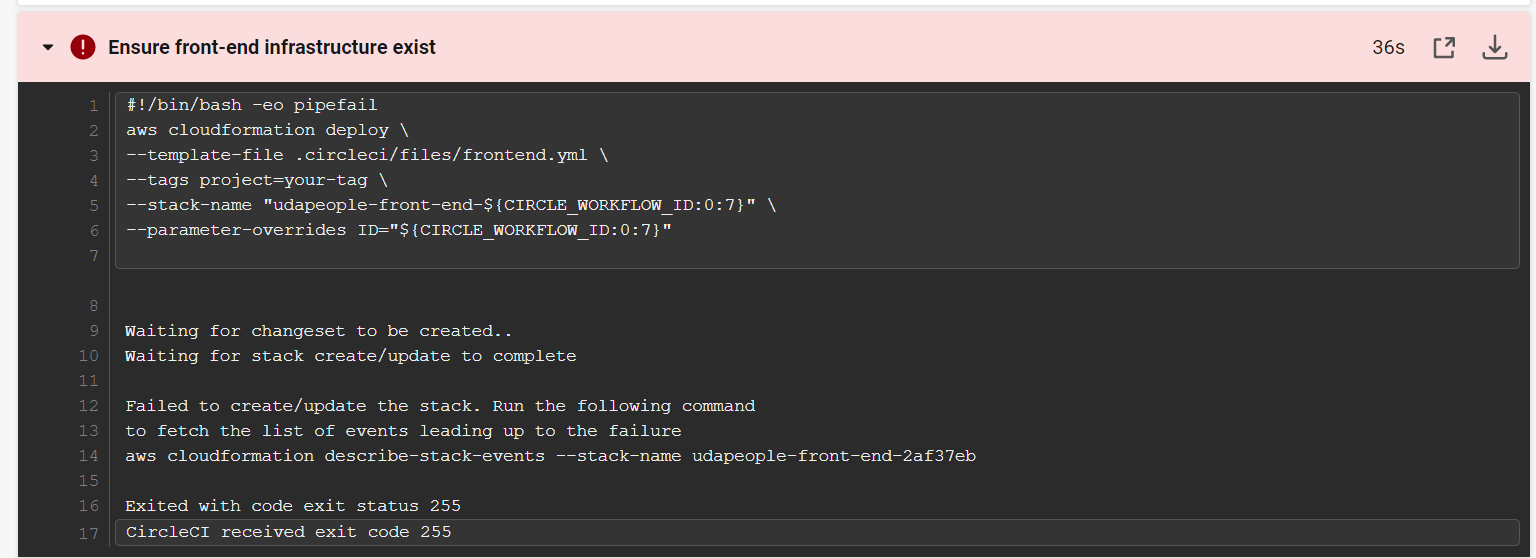 Ensure front-end infrastructure exist
36s
1 #!/bin/bash -eo pipefail
2 aws cloudformation deploy \
3 --template-file .circleci/files/frontend.yml \
4 --tags project=your-tag \
5 --stack-name "udapeople-front-end-${CIRCLE_WORKFLOW_ID:0:7}" \
6 --parameter-overrides ID="${CIRCLE_WORKFLOW_ID:0:7}"
7
8
9 Waiting for changeset to be created..
10 Waiting for stack create/update to complete
11
12 Failed to create/update the stack. Run the following command
13 to fetch the list of events leading up to the failure
14 aws cloudformation describe-stack-events --stack-name udapeople-front-end-2af37eb
15
16 Exited with code exit status 255
17 CircleCI received exit code 255